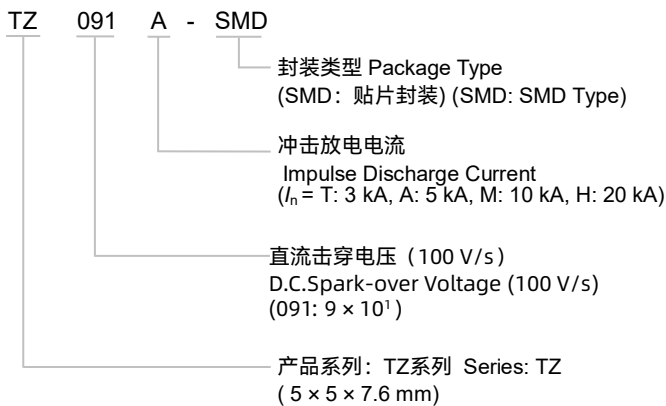 TZ 091 A - SMD
封装类型 Package Type
(SMD：贴片封装) (SMD: SMD Type)
冲击放电电流
Impulse Discharge Current
(Iₙ = T: 3 kA, A: 5 kA, M: 10 kA, H: 20 kA)
直流击穿电压（100 V/s）
D.C.Spark-over Voltage (100 V/s)
(091: 9 × 10¹ )
产品系列：TZ系列 Series: TZ
( 5 × 5 × 7.6 mm)